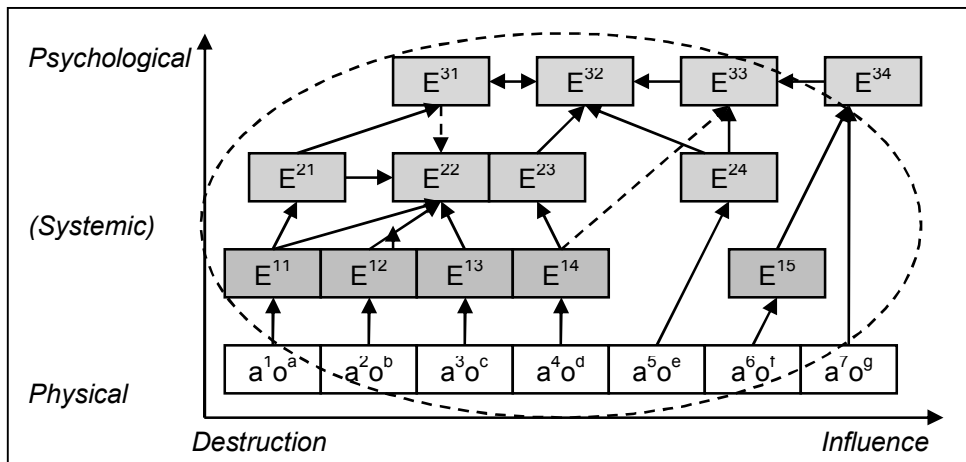 Psychological
E31 E32 E33 E34
E21 E22 E23 E24
(Systemic)
E11 E12 E13 E14 E15
a1oa a2ob a3oc a4od a5oe a6of a7og
Physical
Destruction Influence